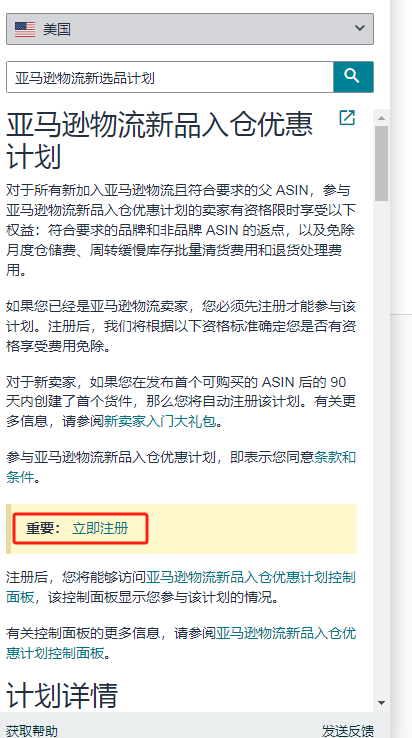 美国
亚马逊物流新选品计划
亚马逊物流新品入仓优惠
计划
对于所有新加入亚马逊物流且符合要求的父 ASIN，参与
亚马逊物流新品入仓优惠计划的卖家有资格限时享受以下
权益：符合要求的品牌和非品牌 ASIN 的返点，以及免除
月度仓储费、周转缓慢库存批量清货费用和退货处理费
用。
如果您已经是亚马逊物流卖家，您必须先注册才能参与该
计划。注册后，我们将根据以下资格标准确定您是否有资
格享受费用免除。
对于新卖家，如果您在发布首个可购买的 ASIN 后的 90
天内创建了首个货件，那么您将自动注册该计划。有关更
多信息，请参阅新卖家入门大礼包。
参与亚马逊物流新品入仓优惠计划，即表示您同意条款和
条件。
重要： 立即注册
注册后，您将能够访问亚马逊物流新品入仓优惠计划控制
面板，该控制面板显示您参与该计划的情况。
有关控制面板的更多信息，请参阅亚马逊物流新品入仓优
惠计划控制面板。
计划详情
获取帮助 发送反馈